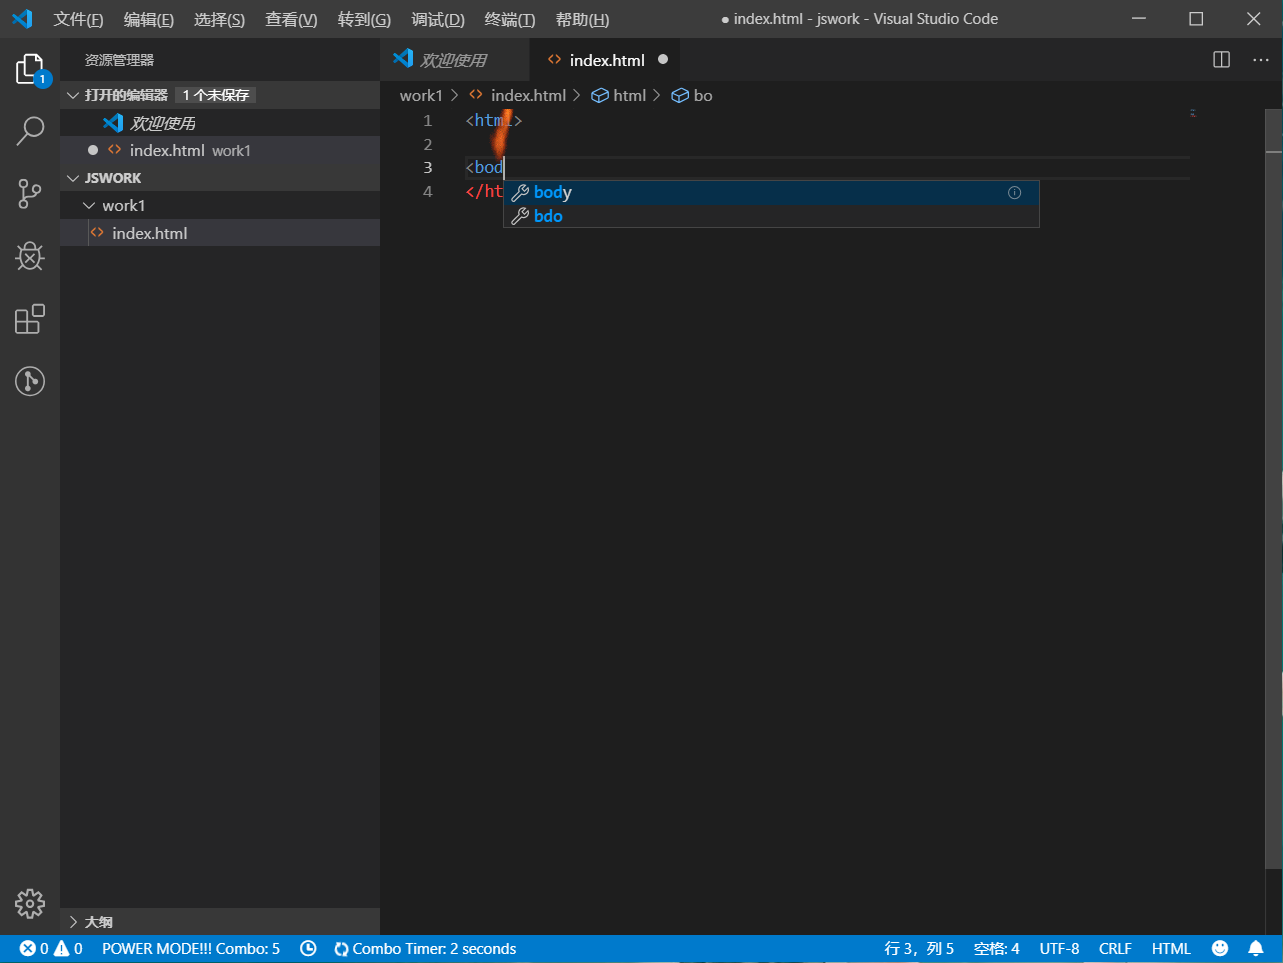 文件(F) 编辑(E) 选择(S) 查看(V) 转到(G) 调试(D) 终端(T) 帮助(H) ● index.html - jswork - Visual Studio Code
1
资源管理器
打开的编辑器 1 个未保存
欢迎使用
● <> index.html work1
JSWORK
work1
<> index.html
大纲
欢迎使用 <> index.html ●
work1 > <> index.html > html > bo
1 <html>
2
3 <bod
4 </ht
body
bdo
0 0 POWER MODE!!! Combo: 5 Combo Timer: 2 seconds 行 3，列 5 空格: 4 UTF-8 CRLF HTML